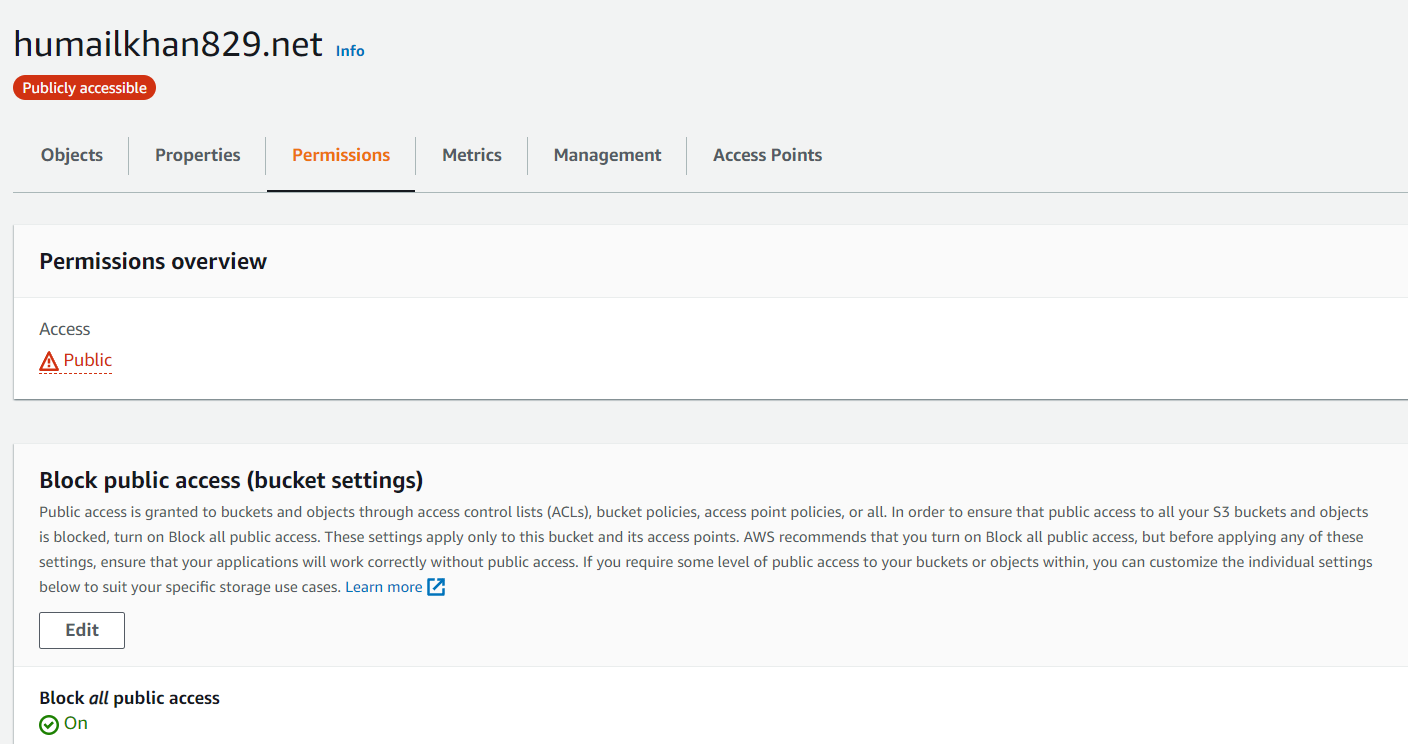 humailkhan829.net Info
Publicly accessible
Objects Properties Permissions Metrics Management Access Points
Permissions overview
Access
Public
Block public access (bucket settings)
Public access is granted to buckets and objects through access control lists (ACLs), bucket policies, access point policies, or all. In order to ensure that public access to all your S3 buckets and objects
is blocked, turn on Block all public access. These settings apply only to this bucket and its access points. AWS recommends that you turn on Block all public access, but before applying any of these
settings, ensure that your applications will work correctly without public access. If you require some level of public access to your buckets or objects within, you can customize the individual settings
below to suit your specific storage use cases. Learn more
Edit
Block all public access
On